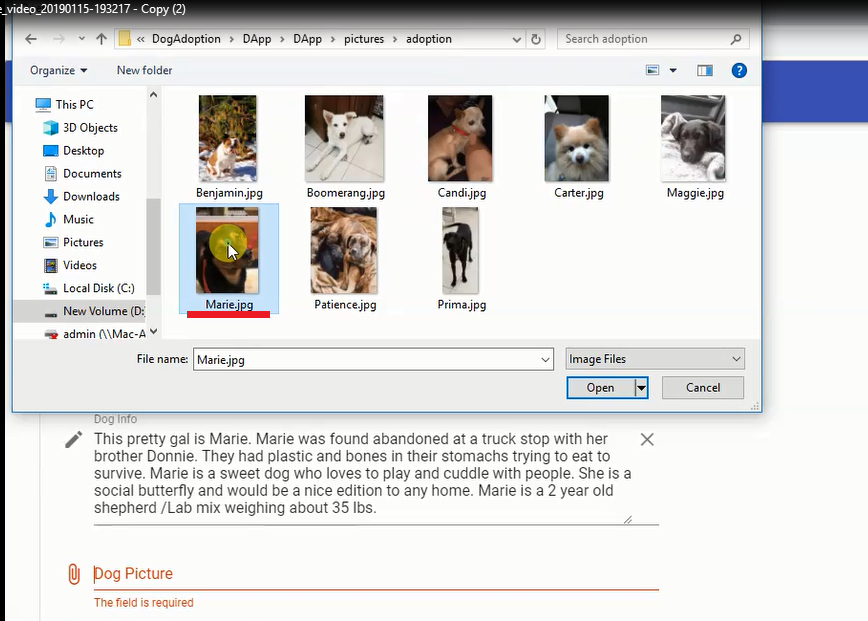 e_video_20190115-193217 - Copy (2)
« DogAdoption > DApp > DApp > pictures > adoption
Search adoption
Organize
New folder
This PC
3D Objects
Desktop
Documents
Downloads
Music
Pictures
Videos
Local Disk (C:)
New Volume (D:
admin (\\Mac-A
Benjamin.jpg
Boomerang.jpg
Candi.jpg
Carter.jpg
Maggie.jpg
Marie.jpg
Patience.jpg
Prima.jpg
File name:
Marie.jpg
Image Files
Open
Cancel
Dog Info
This pretty gal is Marie. Marie was found abandoned at a truck stop with her
brother Donnie. They had plastic and bones in their stomachs trying to eat to
survive. Marie is a sweet dog who loves to play and cuddle with people. She is a
social butterfly and would be a nice edition to any home. Marie is a 2 year old
shepherd /Lab mix weighing about 35 lbs.
Dog Picture
The field is required